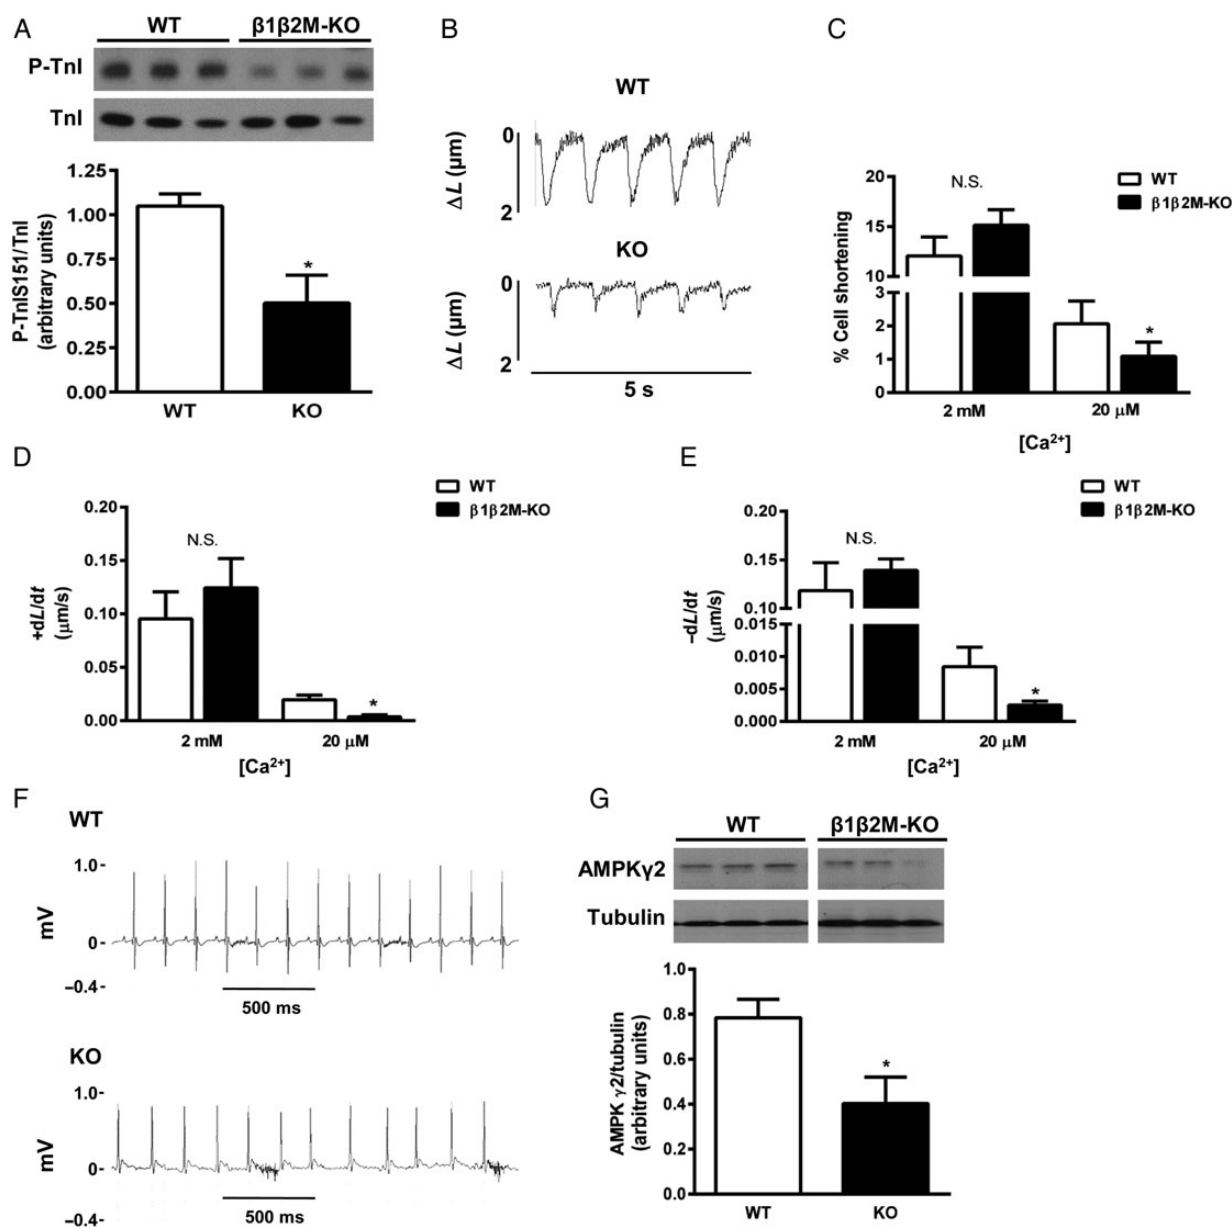 A
WT β1β2M-KO
P-TnI
TnI
P-TnIS151/TnI
(arbitrary units)
1.25
1.00
0.75
0.50
0.25
0.00
*
WT KO
B
WT
ΔL (μm)
0
2
KO
ΔL (μm)
0
2
5 s
C
WT
β1β2M-KO
% Cell shortening
20
15
10
3
2
1
0
N.S.
*
2 mM 20 μM
[Ca²⁺]
D
WT
β1β2M-KO
+dL/dt
(μm/s)
0.20
0.15
0.10
0.05
0.00
N.S.
*
2 mM 20 μM
[Ca²⁺]
E
WT
β1β2M-KO
–dL/dt
(μm/s)
0.20
0.15
0.10
0.015
0.010
0.005
0.000
N.S.
*
2 mM 20 μM
[Ca²⁺]
F
WT
mV
1.0-
0-
–0.4-
500 ms
KO
mV
1.0-
0-
–0.4-
500 ms
G
WT β1β2M-KO
AMPKγ2
Tubulin
AMPK γ2/tubulin
(arbitrary units)
1.0
0.8
0.6
0.4
0.2
0.0
*
WT KO